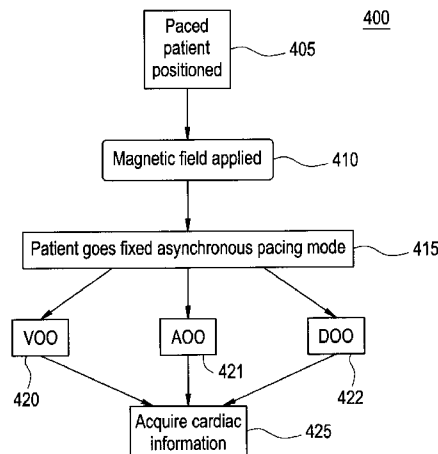 400
Paced
patient
positioned
405
Magnetic field applied
410
Patient goes fixed asynchronous pacing mode
415
VOO
AOO
DOO
420
421
422
Acquire cardiac
information
425